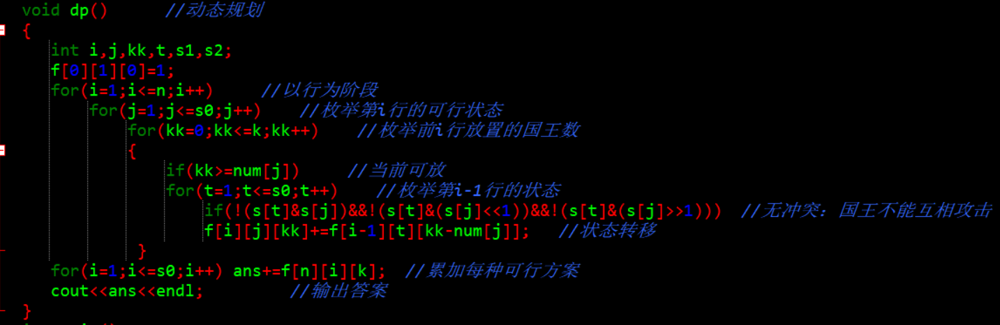 void dp()      //动态规划
{
   int i,j,kk,t,s1,s2;
   f[0][1][0]=1;
   for(i=1;i<=n;i++)     //以行为阶段
       for(j=1;j<=s0;j++)    //枚举第i行的可行状态
           for(kk=0;kk<=k;kk++)    //枚举前i行放置的国王数
           {
               if(kk>=num[j])     //当前可放
               for(t=1;t<=s0;t++)    //枚举第i-1行的状态
                   if(!(s[t]&s[j])&&!(s[t]&(s[j]<<1))&&!(s[t]&(s[j]>>1)))  //无冲突：国王不能互相攻击
                   f[i][j][kk]+=f[i-1][t][kk-num[j]];   //状态转移
            }
   for(i=1;i<=s0;i++) ans+=f[n][i][k];  //累加每种可行方案
   cout<<ans<<endl;         //输出答案
}